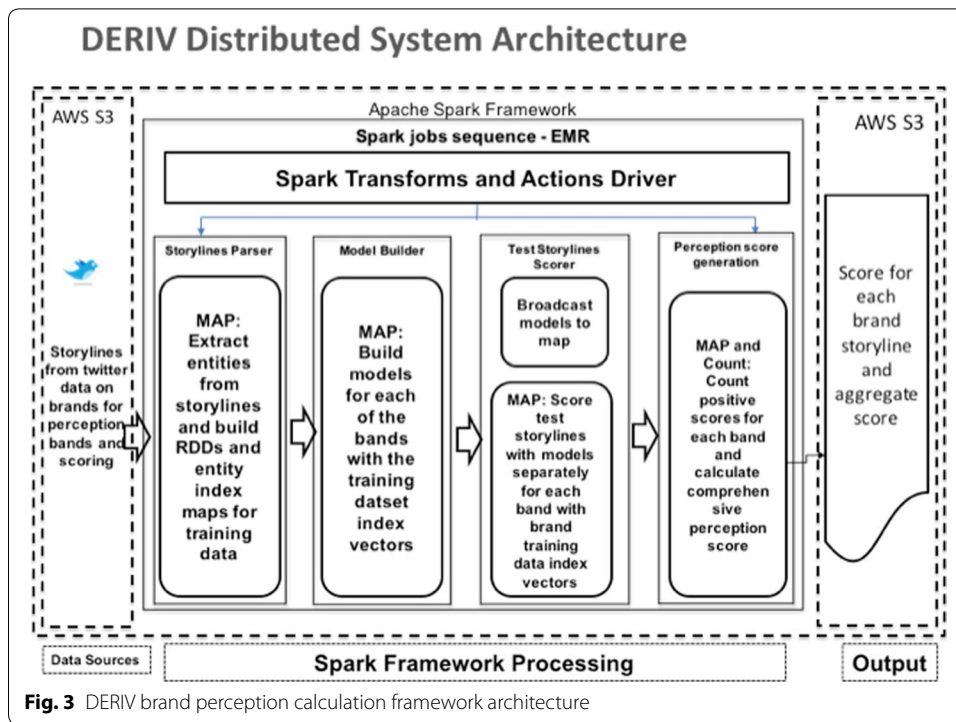 DERIV Distributed System Architecture
AWS S3
Storylines
from twitter
data on
brands for
perception
bands and
scoring
Apache Spark Framework
Spark jobs sequence - EMR
Spark Transforms and Actions Driver
Storylines Parser
MAP:
Extract
entities
from
storylines
and build
RDDs and
entity
index
maps for
training
data
Model Builder
MAP:
Build
models
for each
of the
bands
with the
training
datset
index
vectors
Test Storylines
Scorer
Broadcast
models to
map
MAP: Score
test
storylines
with models
separately
for each
band with
brand
training
data index
vectors
Perception score
generation
MAP and
Count:
Count
positive
scores for
each band
and
calculate
comprehen
sive
perception
score
AWS S3
Score for
each
brand
storyline
and
aggregate
score
Data Sources
Spark Framework Processing
Output
Fig. 3 DERIV brand perception calculation framework architecture